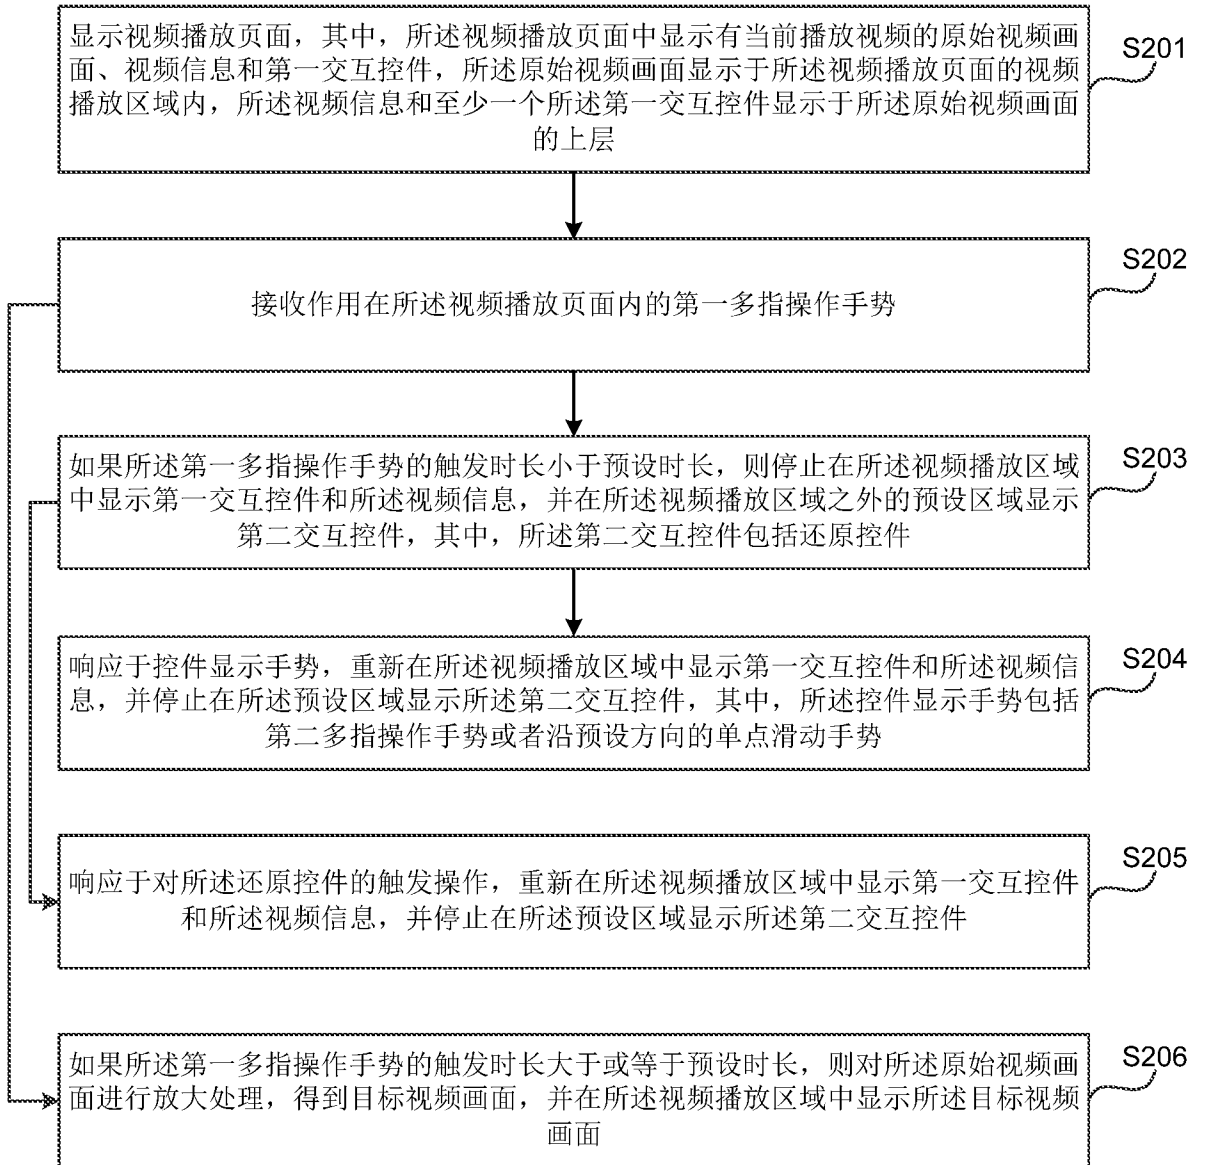 显示视频播放页面，其中，所述视频播放页面中显示有当前播放视频的原始视频画
面、视频信息和第一交互控件，所述原始视频画面显示于所述视频播放页面的视频
播放区域内，所述视频信息和至少一个所述第一交互控件显示于所述原始视频画面
的上层
S201
接收作用在所述视频播放页面内的第一多指操作手势
S202
如果所述第一多指操作手势的触发时长小于预设时长，则停止在所述视频播放区域
中显示第一交互控件和所述视频信息，并在所述视频播放区域之外的预设区域显示
第二交互控件，其中，所述第二交互控件包括还原控件
S203
响应于控件显示手势，重新在所述视频播放区域中显示第一交互控件和所述视频信
息，并停止在所述预设区域显示所述第二交互控件，其中，所述控件显示手势包括
第二多指操作手势或者沿预设方向的单点滑动手势
S204
响应于对所述还原控件的触发操作，重新在所述视频播放区域中显示第一交互控件
和所述视频信息，并停止在所述预设区域显示所述第二交互控件
S205
如果所述第一多指操作手势的触发时长大于或等于预设时长，则对所述原始视频画
面进行放大处理，得到目标视频画面，并在所述视频播放区域中显示所述目标视频
画面
S206